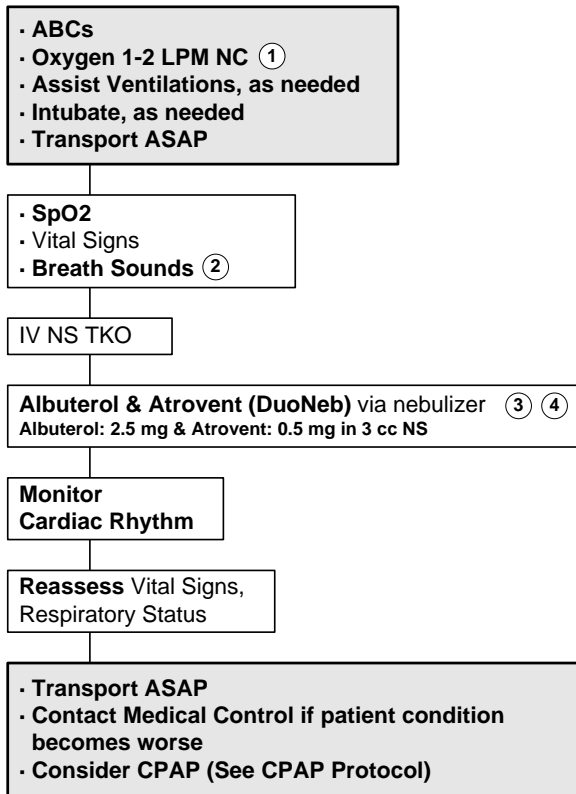 · ABCs
· Oxygen 1-2 LPM NC ①
· Assist Ventilations, as needed
· Intubate, as needed
· Transport ASAP
· SpO2
· Vital Signs
· Breath Sounds ②
IV NS TKO
Albuterol & Atrovent (DuoNeb) via nebulizer ③ ④
Albuterol: 2.5 mg & Atrovent: 0.5 mg in 3 cc NS
Monitor
Cardiac Rhythm
Reassess Vital Signs,
Respiratory Status
· Transport ASAP
· Contact Medical Control if patient condition
becomes worse
· Consider CPAP (See CPAP Protocol)